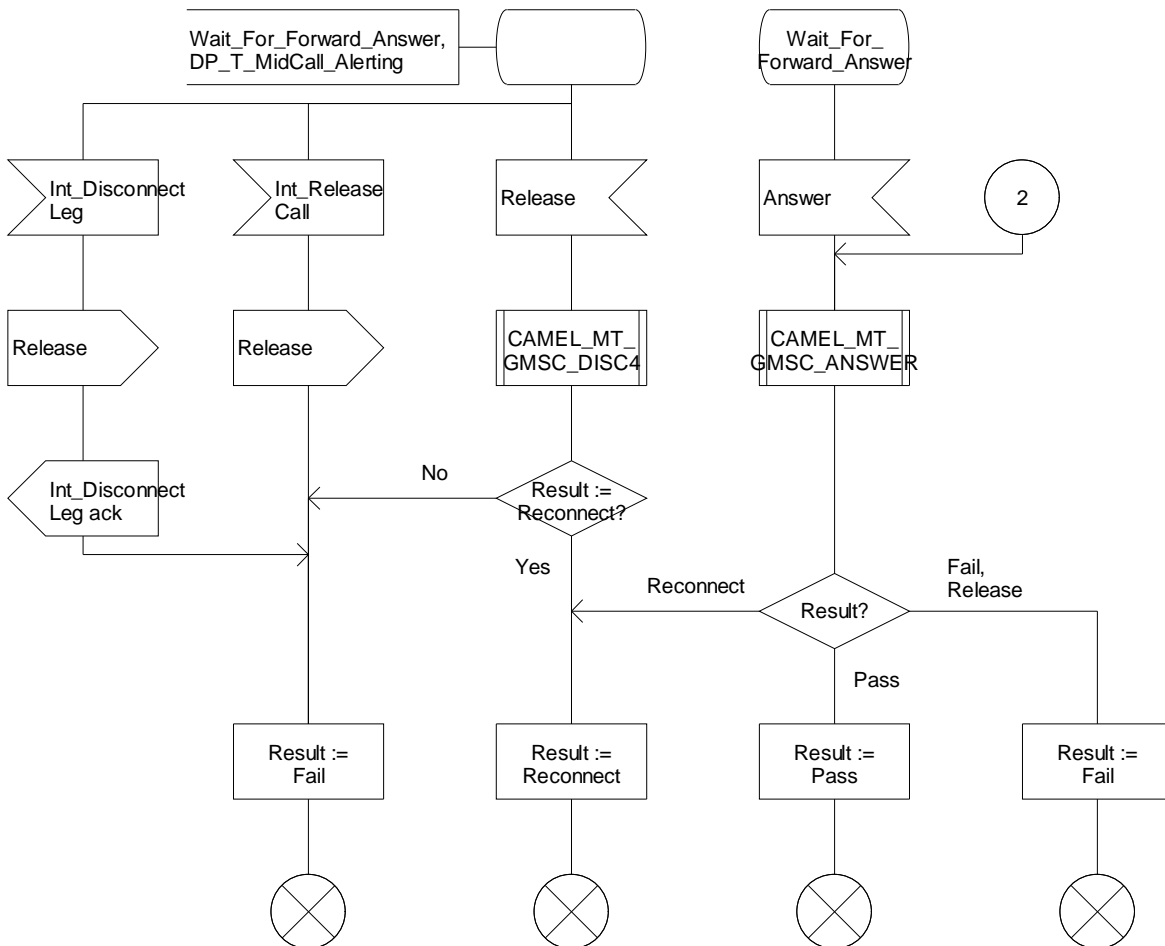 Wait_For_Forward_Answer,
DP_T_MidCall_Alerting
Wait_For_
Forward_Answer
Int_Disconnect
Leg
Int_Release
Call
Release
Answer
2
Release
Release
CAMEL_MT_
GMSC_DISC4
CAMEL_MT_
GMSC_ANSWER
Int_Disconnect
Leg ack
No
Result :=
Reconnect?
Yes
Reconnect
Result?
Fail,
Release
Pass
Result :=
Fail
Result :=
Reconnect
Result :=
Pass
Result :=
Fail